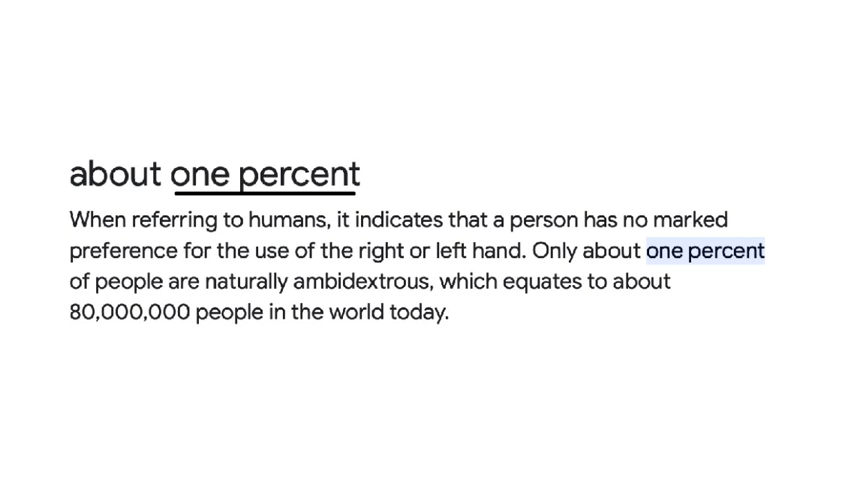 about one percent
When referring to humans, it indicates that a person has no marked
preference for the use of the right or left hand. Only about one percent
of people are naturally ambidextrous, which equates to about
80,000,000 people in the world today.